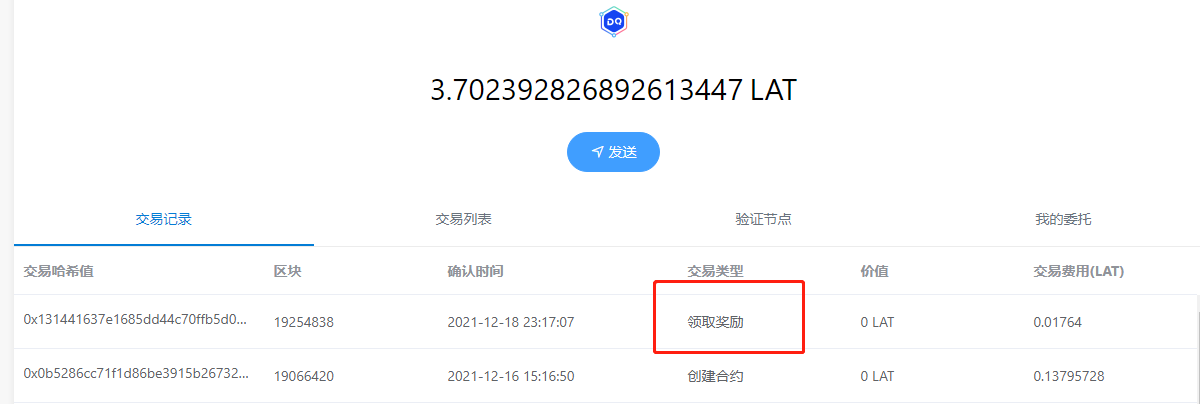 DQ
3.702392826892613447 LAT
发送
交易记录 交易列表 验证节点 我的委托
交易哈希值 区块 确认时间 交易类型 价值 交易费用(LAT)
0x131441637e1685dd44c70ffb5d0... 19254838 2021-12-18 23:17:07 领取奖励 0 LAT 0.01764
0x0b5286cc71f1d86be3915b26732... 19066420 2021-12-16 15:16:50 创建合约 0 LAT 0.13795728